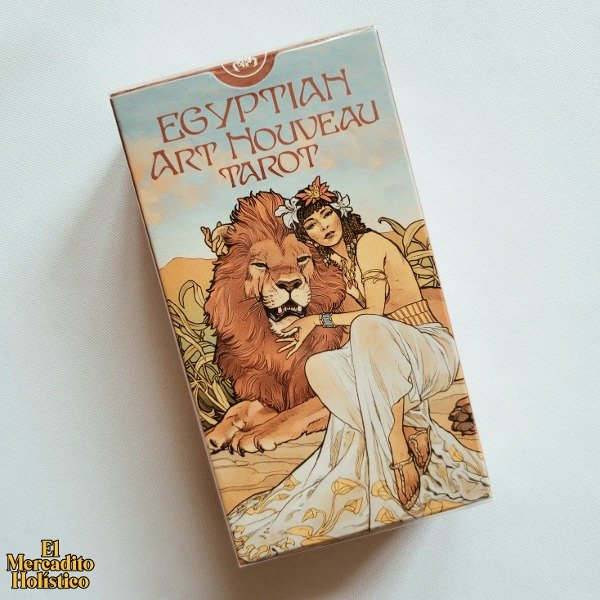 EGYPTIAN
ART NOUVEAU
TAROT
El
Mercadito
Holístico